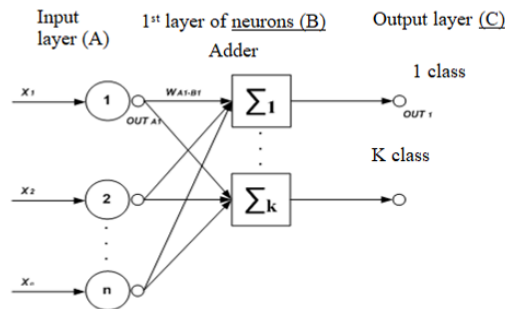 Input
layer (A)
1st layer of neurons (B)
Adder
Output layer (C)
1 class
X1
1
OUT A1
WA1-B1
∑1
OUT 1
K class
X2
2
∑k
Xn
n